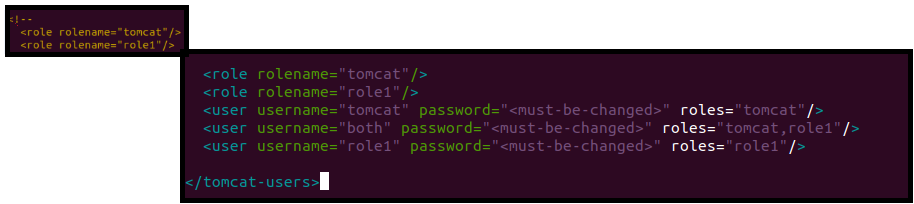 <!--
<role rolename="tomcat"/>
<role rolename="role1"/>
<role rolename="tomcat"/>
<role rolename="role1"/>
<user username="tomcat" password="<must-be-changed>" roles="tomcat"/>
<user username="both" password="<must-be-changed>" roles="tomcat,role1"/>
<user username="role1" password="<must-be-changed>" roles="role1"/>
</tomcat-users>